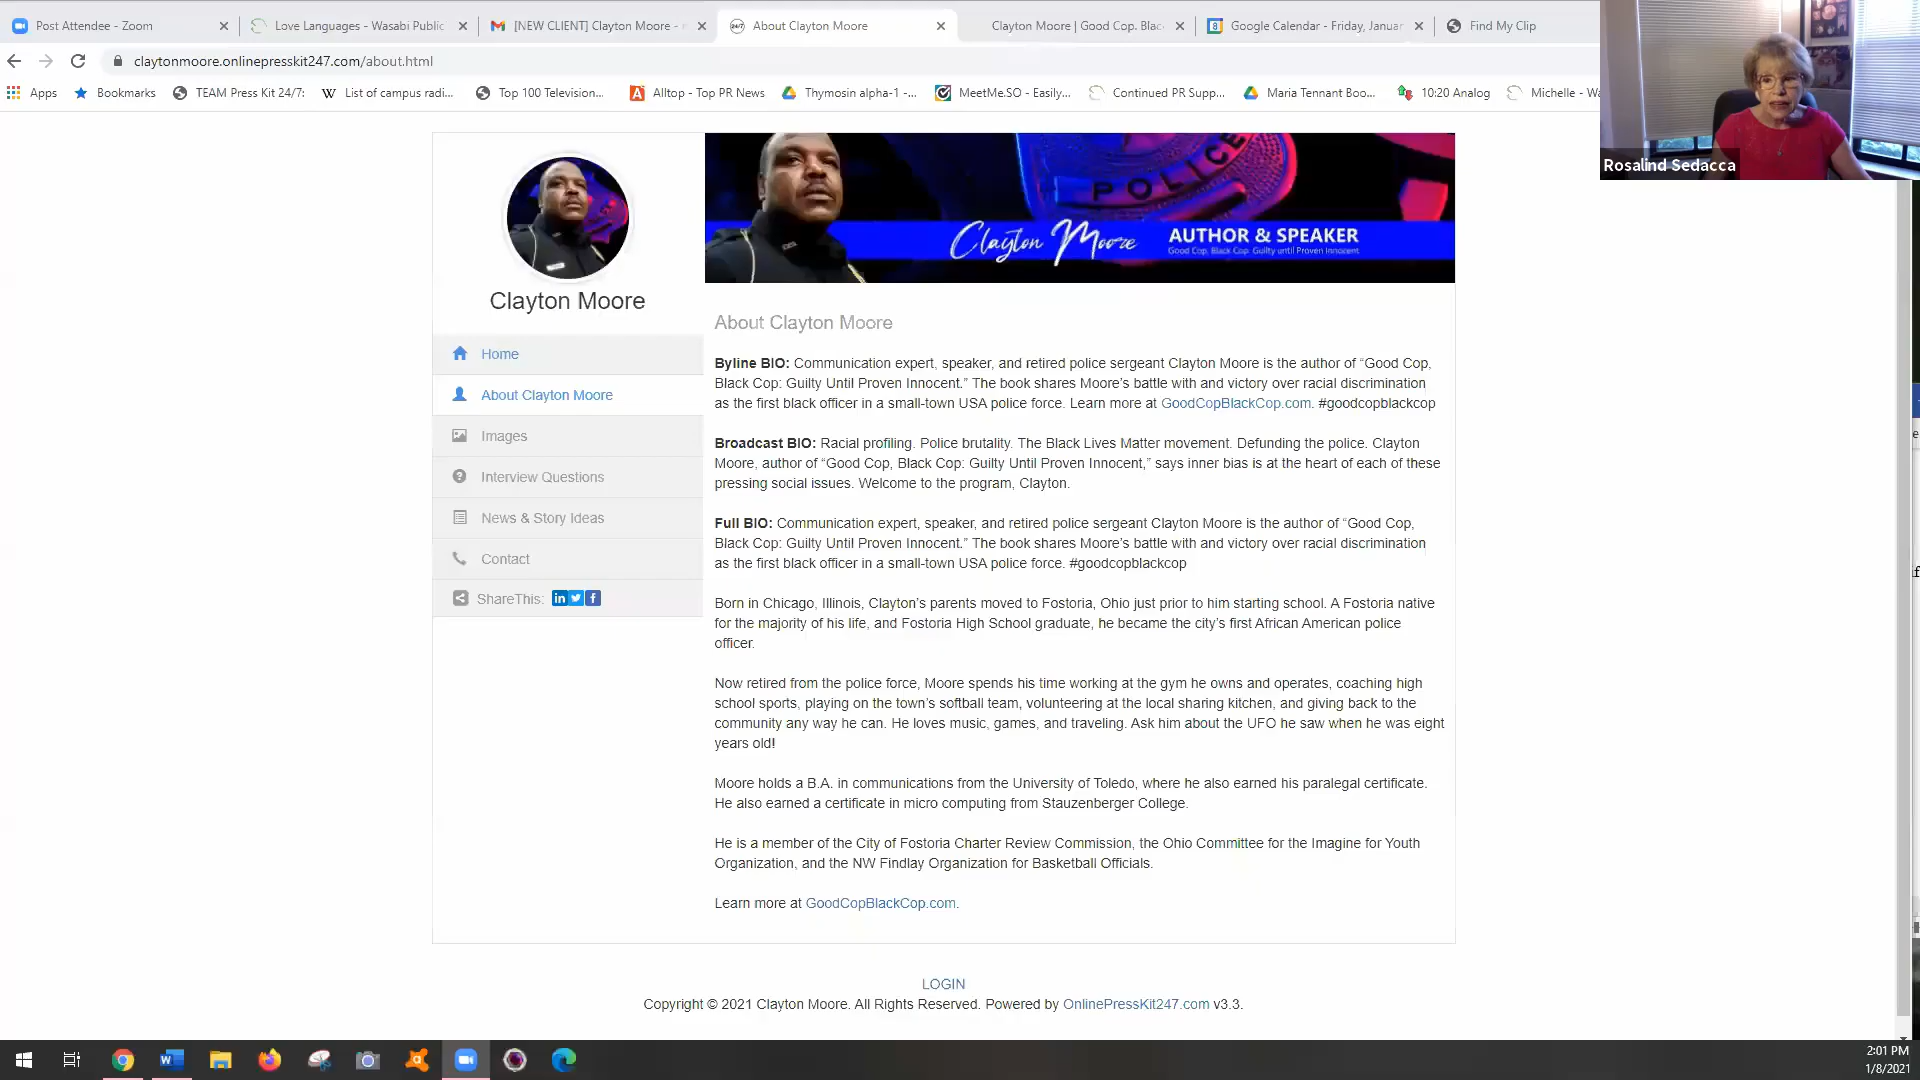 Post Attendee - Zoom
Love Languages - Wasabi Public
[NEW CLIENT] Clayton Moore -
About Clayton Moore
Clayton Moore | Good Cop. Blac
Google Calendar - Friday, Januar
Find My Clip
claytonmoore.onlinepresskit247.com/about.html
Apps
Bookmarks
TEAM Press Kit 24/7:
List of campus radi...
Top 100 Television...
Alltop - Top PR News
Thymosin alpha-1 -...
MeetMe.SO - Easily...
Continued PR Supp...
Maria Tennant Boo...
10:20 Analog
Michelle - Wa
Rosalind Sedacca
POLICE
Clayton Moore
AUTHOR & SPEAKER
Good Cop, Black Cop: Guilty until Proven Innocent
Clayton Moore
Home
About Clayton Moore
Images
Interview Questions
News & Story Ideas
Contact
ShareThis:
About Clayton Moore
Byline BIO: Communication expert, speaker, and retired police sergeant Clayton Moore is the author of “Good Cop,
Black Cop: Guilty Until Proven Innocent.” The book shares Moore’s battle with and victory over racial discrimination
as the first black officer in a small-town USA police force. Learn more at GoodCopBlackCop.com. #goodcopblackcop
Broadcast BIO: Racial profiling. Police brutality. The Black Lives Matter movement. Defunding the police. Clayton
Moore, author of “Good Cop, Black Cop: Guilty Until Proven Innocent,” says inner bias is at the heart of each of these
pressing social issues. Welcome to the program, Clayton.
Full BIO: Communication expert, speaker, and retired police sergeant Clayton Moore is the author of “Good Cop,
Black Cop: Guilty Until Proven Innocent.” The book shares Moore’s battle with and victory over racial discrimination
as the first black officer in a small-town USA police force. #goodcopblackcop
Born in Chicago, Illinois, Clayton’s parents moved to Fostoria, Ohio just prior to him starting school. A Fostoria native
for the majority of his life, and Fostoria High School graduate, he became the city’s first African American police
officer.
Now retired from the police force, Moore spends his time working at the gym he owns and operates, coaching high
school sports, playing on the town’s softball team, volunteering at the local sharing kitchen, and giving back to the
community any way he can. He loves music, games, and traveling. Ask him about the UFO he saw when he was eight
years old!
Moore holds a B.A. in communications from the University of Toledo, where he also earned his paralegal certificate.
He also earned a certificate in micro computing from Stauzenberger College.
He is a member of the City of Fostoria Charter Review Commission, the Ohio Committee for the Imagine for Youth
Organization, and the NW Findlay Organization for Basketball Officials.
Learn more at GoodCopBlackCop.com.
LOGIN
Copyright © 2021 Clayton Moore. All Rights Reserved. Powered by OnlinePressKit247.com v3.3.
2:01 PM
1/8/2021